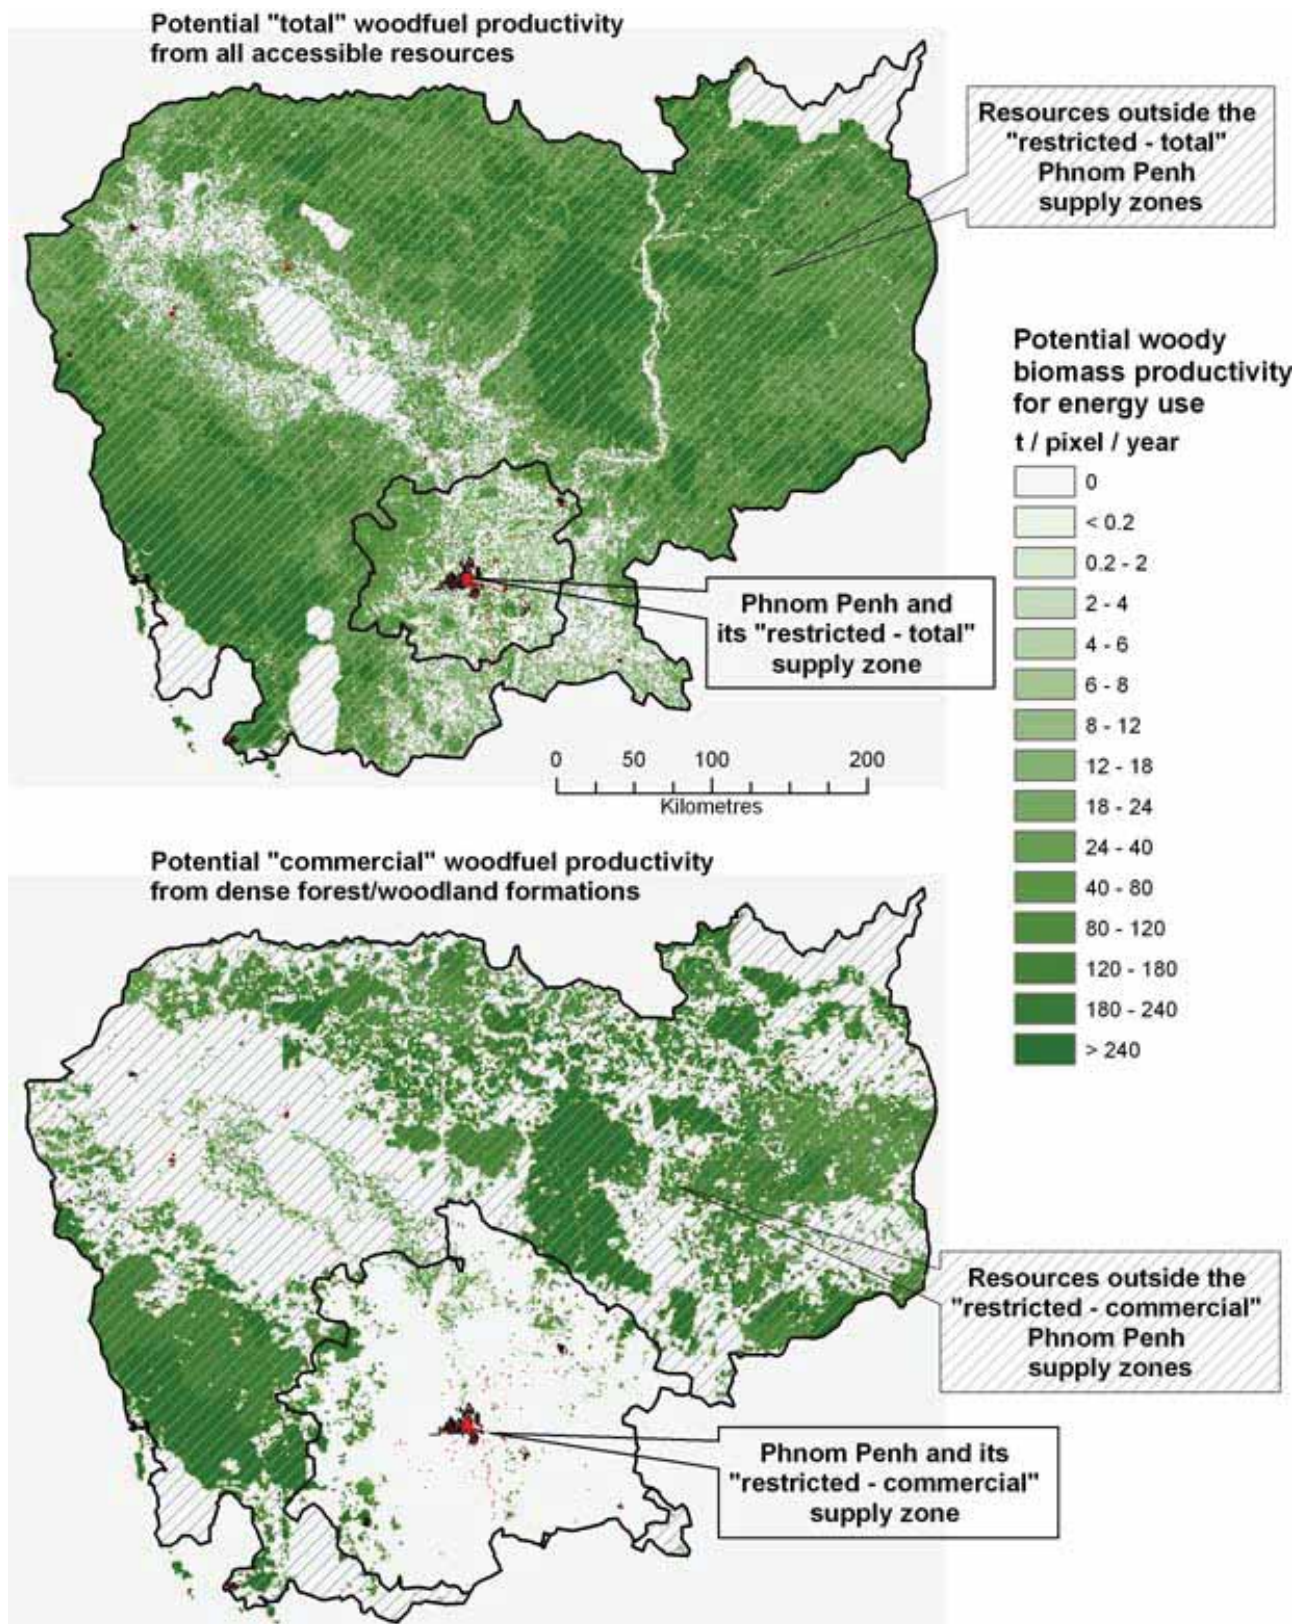 Potential "total" woodfuel productivity
from all accessible resources
Resources outside the
"restricted - total"
Phnom Penh
supply zones
Potential woody
biomass productivity
for energy use
t / pixel / year
0
< 0.2
0.2 - 2
2 - 4
4 - 6
6 - 8
8 - 12
12 - 18
18 - 24
24 - 40
40 - 80
80 - 120
120 - 180
180 - 240
> 240
Phnom Penh and
its "restricted - total"
supply zone
0 50 100 200
Kilometres
Potential "commercial" woodfuel productivity
from dense forest/woodland formations
Resources outside the
"restricted - commercial"
Phnom Penh
supply zones
Phnom Penh and its
"restricted - commercial"
supply zone